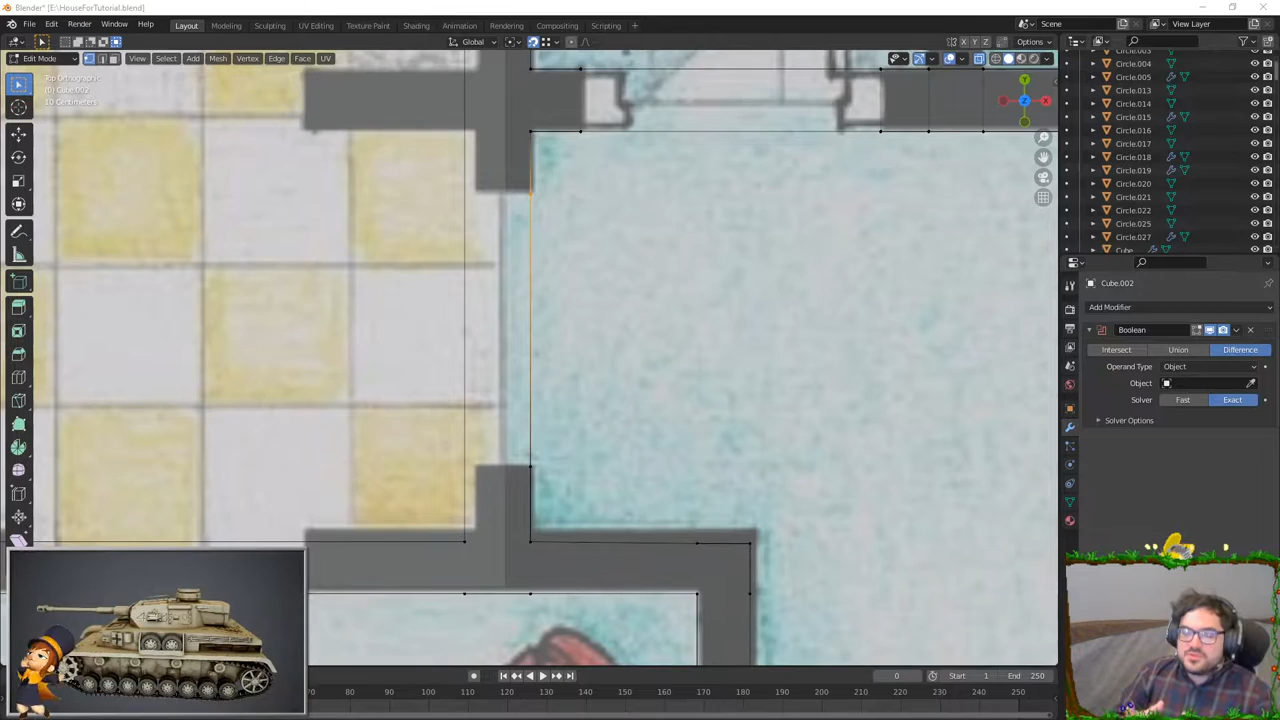 Blender* [E:\HouseForTutorial.blend]
File Edit Render Window Help Layout Modeling Sculpting UV Editing Texture Paint Shading Animation Rendering Compositing Scripting + Scene View Layer
Global X Y Z Options
Edit Mode View Select Add Mesh Vertex Edge Face UV
Top Orthographic
(0) Cube.002
10 Centimeters
Y
X
Z
Circle.003
Circle.004
Circle.005
Circle.013
Circle.014
Circle.015
Circle.016
Circle.017
Circle.018
Circle.019
Circle.020
Circle.021
Circle.022
Circle.025
Circle.027
Cube
Cube.002
Add Modifier
Boolean
Intersect Union Difference
Operand Type Object
Object
Solver Fast Exact
Solver Options
0 Start 1 End 250
70 80 90 100 110 120 130 140 150 160 170 180 190 200 210 220 230 240 250